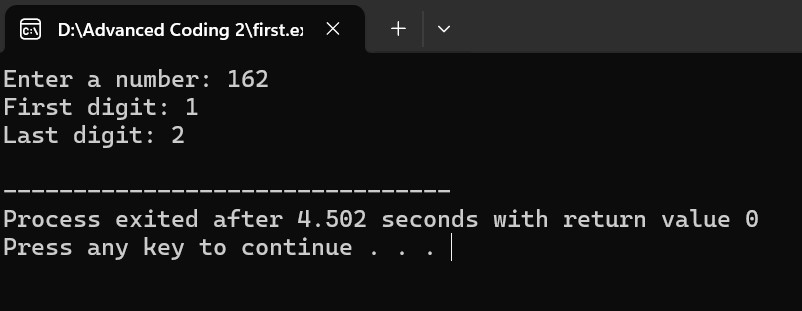 D:\Advanced Coding 2\first.ex
Enter a number: 162
First digit: 1
Last digit: 2
--------------------------------
Process exited after 4.502 seconds with return value 0
Press any key to continue . . .